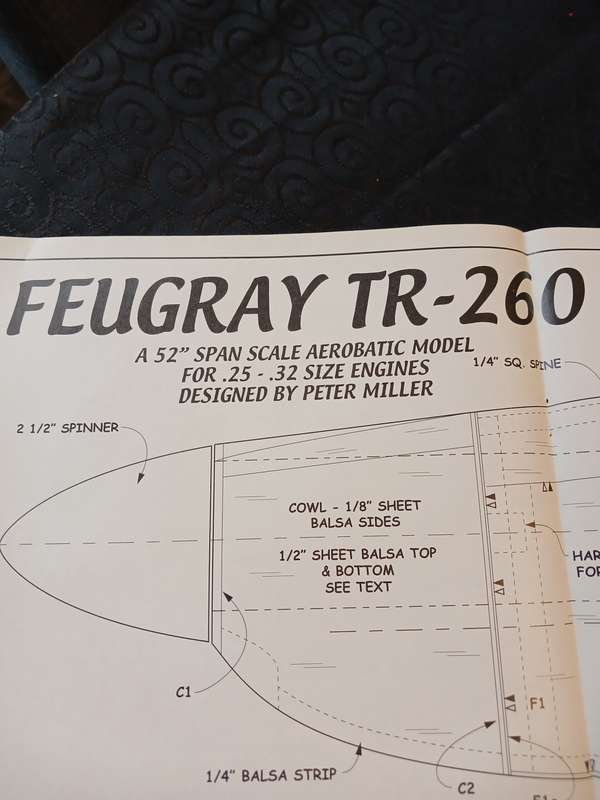 FEUGRAY TR-260
A 52” SPAN SCALE AEROBATIC MODEL
FOR .25 - .32 SIZE ENGINES
DESIGNED BY PETER MILLER
1/4” SQ. SPINE
2 1/2” SPINNER
COWL - 1/8” SHEET
BALSA SIDES
1/2” SHEET BALSA TOP
& BOTTOM
SEE TEXT
HAR
FOR
C1
F1
1/4” BALSA STRIP
C2